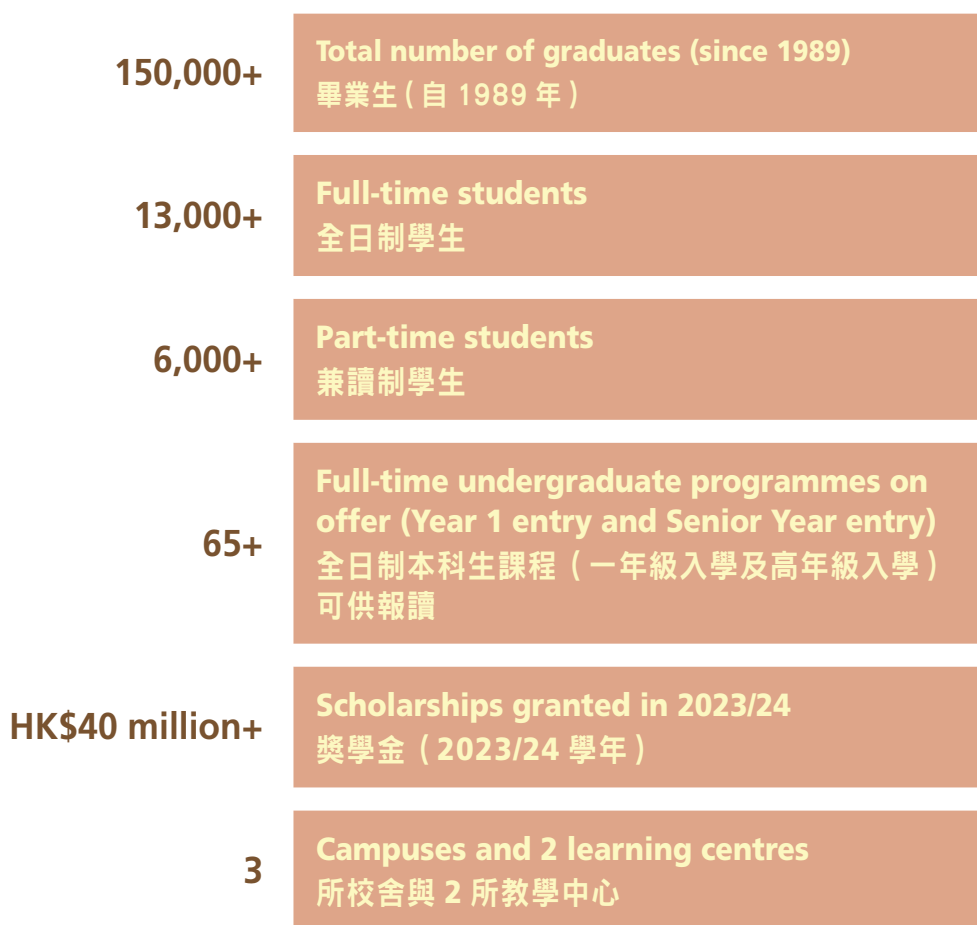 150,000+
Total number of graduates (since 1989)
畢業生（自 1989 年）
13,000+
Full-time students
全日制學生
6,000+
Part-time students
兼讀制學生
65+
Full-time undergraduate programmes on
offer (Year 1 entry and Senior Year entry)
全日制本科生課程（一年級入學及高年級入學）
可供報讀
HK$40 million+
Scholarships granted in 2023/24
獎學金（2023/24 學年）
3
Campuses and 2 learning centres
所校舍與 2 所教學中心